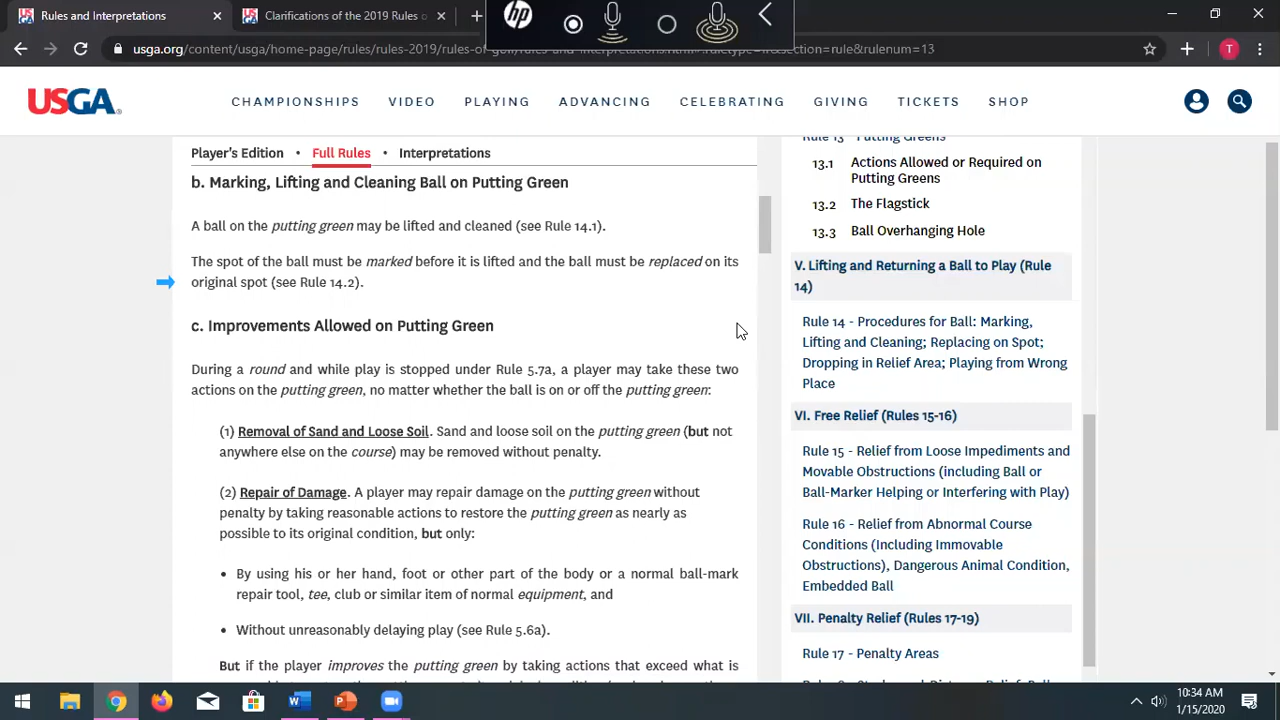 Rules and Interpretations
Clarifications of the 2019 Rules o
hp
usga.org/content/usga/home-page/rules/rules-2019/rules-of-golf/rules-and-interpretations.html#!ruletype=fr&section=rule&rulenum=13
T
USGA
CHAMPIONSHIPS VIDEO PLAYING ADVANCING CELEBRATING GIVING TICKETS SHOP
Player's Edition • Full Rules • Interpretations
b. Marking, Lifting and Cleaning Ball on Putting Green
A ball on the putting green may be lifted and cleaned (see Rule 14.1).
The spot of the ball must be marked before it is lifted and the ball must be replaced on its
original spot (see Rule 14.2).
c. Improvements Allowed on Putting Green
During a round and while play is stopped under Rule 5.7a, a player may take these two
actions on the putting green, no matter whether the ball is on or off the putting green:
(1) Removal of Sand and Loose Soil. Sand and loose soil on the putting green (but not
anywhere else on the course) may be removed without penalty.
(2) Repair of Damage. A player may repair damage on the putting green without
penalty by taking reasonable actions to restore the putting green as nearly as
possible to its original condition, but only:
• By using his or her hand, foot or other part of the body or a normal ball-mark
repair tool, tee, club or similar item of normal equipment, and
• Without unreasonably delaying play (see Rule 5.6a).
But if the player improves the putting green by taking actions that exceed what is
Rule 13 - Putting Greens
13.1 Actions Allowed or Required on
Putting Greens
13.2 The Flagstick
13.3 Ball Overhanging Hole
V. Lifting and Returning a Ball to Play (Rule
14)
Rule 14 - Procedures for Ball: Marking,
Lifting and Cleaning; Replacing on Spot;
Dropping in Relief Area; Playing from Wrong
Place
VI. Free Relief (Rules 15-16)
Rule 15 - Relief from Loose Impediments and
Movable Obstructions (including Ball or
Ball-Marker Helping or Interfering with Play)
Rule 16 - Relief from Abnormal Course
Conditions (Including Immovable
Obstructions), Dangerous Animal Condition,
Embedded Ball
VII. Penalty Relief (Rules 17-19)
Rule 17 - Penalty Areas
10:34 AM
1/15/2020